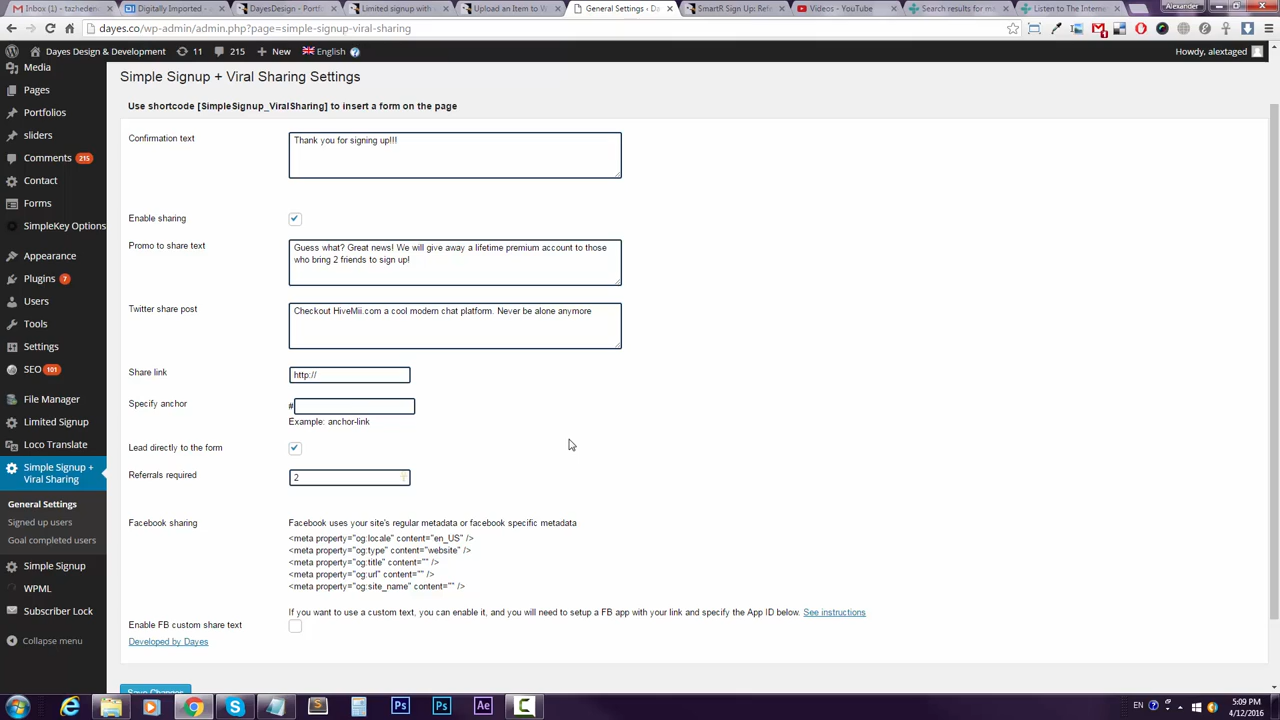 Inbox (1) - tazheden
Digitally Imported -
DayesDesign - Portfo
Limited signup with
Upload an Item to W
General Settings ‹ Da
SmartR Sign Up: Refe
Videos - YouTube
Search results for m
Listen to The Interne
Alexander
dayes.co/wp-admin/admin.php?page=simple-signup-viral-sharing
Dayes Design & Development
11
215
New
English
Howdy, alextaged
Media
Pages
Portfolios
sliders
Comments 215
Contact
Forms
SimpleKey Options
Appearance
Plugins 7
Users
Tools
Settings
SEO 101
File Manager
Limited Signup
Loco Translate
Simple Signup +
Viral Sharing
General Settings
Signed up users
Goal completed users
Simple Signup
WPML
Subscriber Lock
Collapse menu
Simple Signup + Viral Sharing Settings
Use shortcode [SimpleSignup_ViralSharing] to insert a form on the page
Confirmation text
Thank you for signing up!!!
Enable sharing
Promo to share text
Guess what? Great news! We will give away a lifetime premium account to those
who bring 2 friends to sign up!
Twitter share post
Checkout HiveMii.com a cool modern chat platform. Never be alone anymore
Share link
http://
Specify anchor
#
Example: anchor-link
Lead directly to the form
Referrals required
2
Facebook sharing
Facebook uses your site's regular metadata or facebook specific metadata
<meta property="og:locale" content="en_US" />
<meta property="og:type" content="website" />
<meta property="og:title" content="" />
<meta property="og:url" content="" />
<meta property="og:site_name" content="" />
If you want to use a custom text, you can enable it, and you will need to setup a FB app with your link and specify the App ID below. See instructions
Enable FB custom share text
Developed by Dayes
Save Changes
Ps
Ps
Ae
EN
5:09 PM
4/12/2016